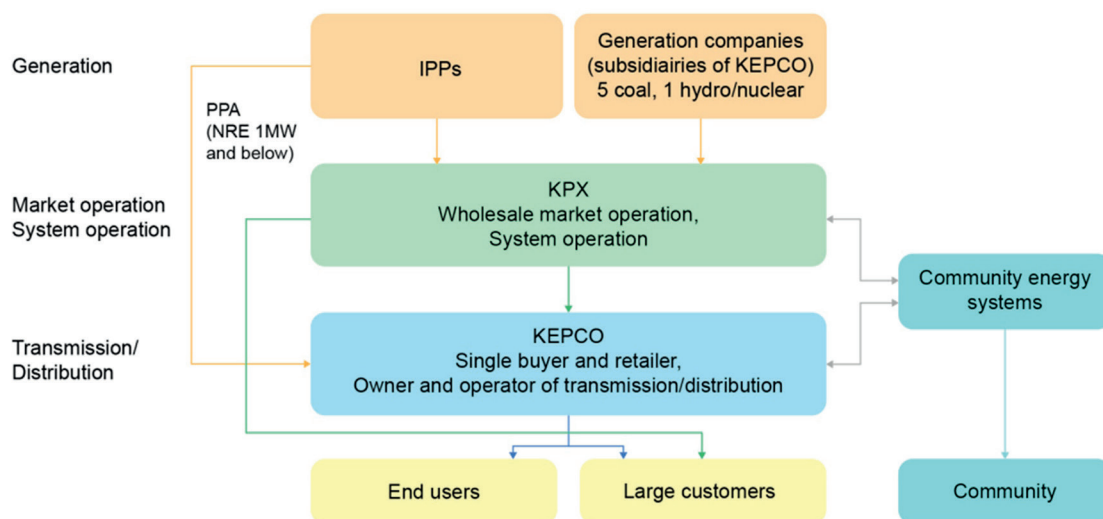 Generation
IPPs
Generation companies
(subsidiairies of KEPCO)
5 coal, 1 hydro/nuclear
PPA
(NRE 1MW
and below)
Market operation
System operation
KPX
Wholesale market operation,
System operation
Community energy
systems
Transmission/
Distribution
KEPCO
Single buyer and retailer,
Owner and operator of transmission/distribution
End users
Large customers
Community